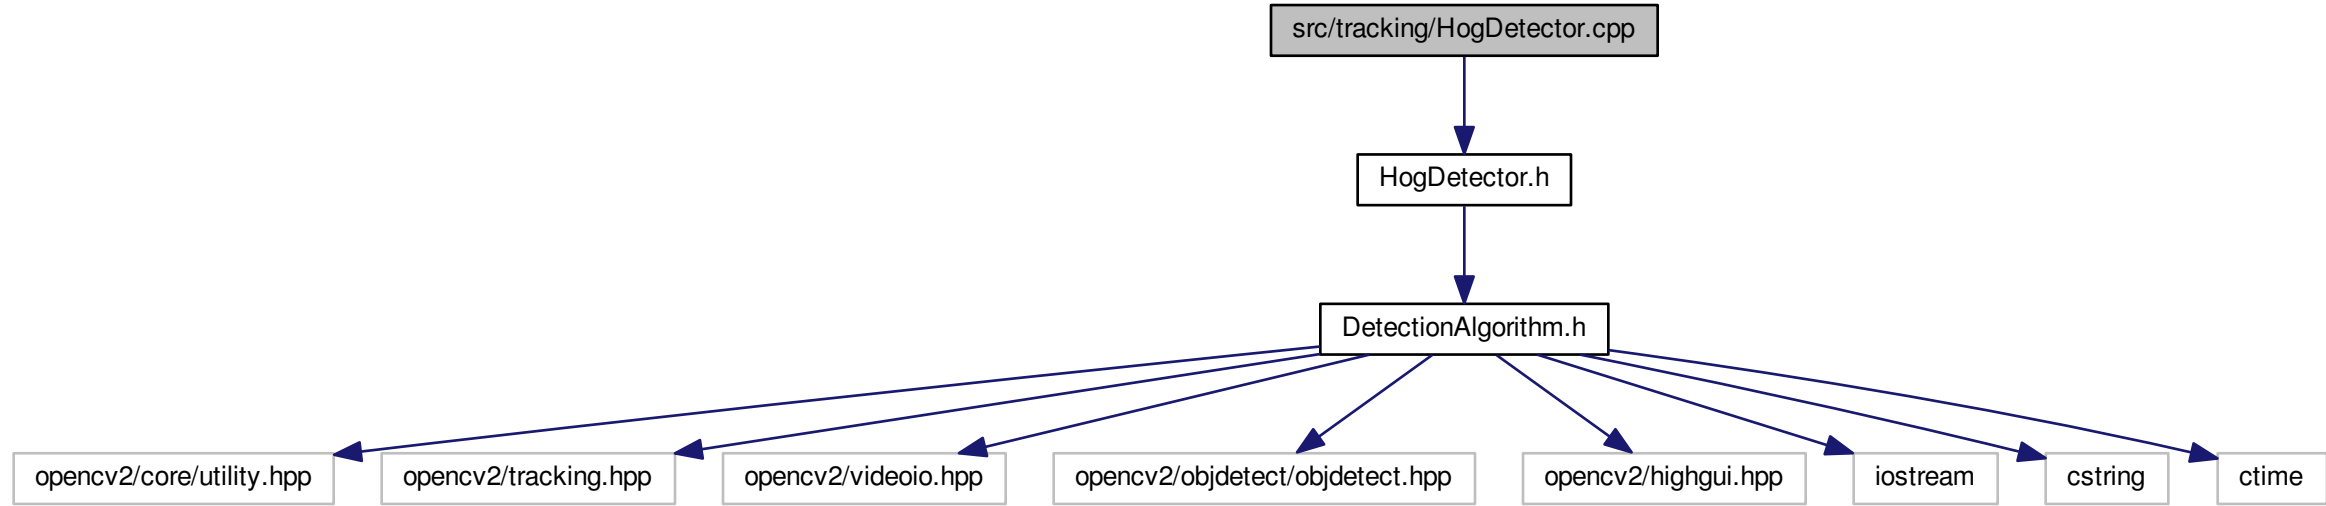 src/tracking/HogDetector.cpp
HogDetector.h
DetectionAlgorithm.h
opencv2/core/utility.hpp
opencv2/tracking.hpp
opencv2/videoio.hpp
opencv2/objdetect/objdetect.hpp
opencv2/highgui.hpp
iostream
cstring
ctime